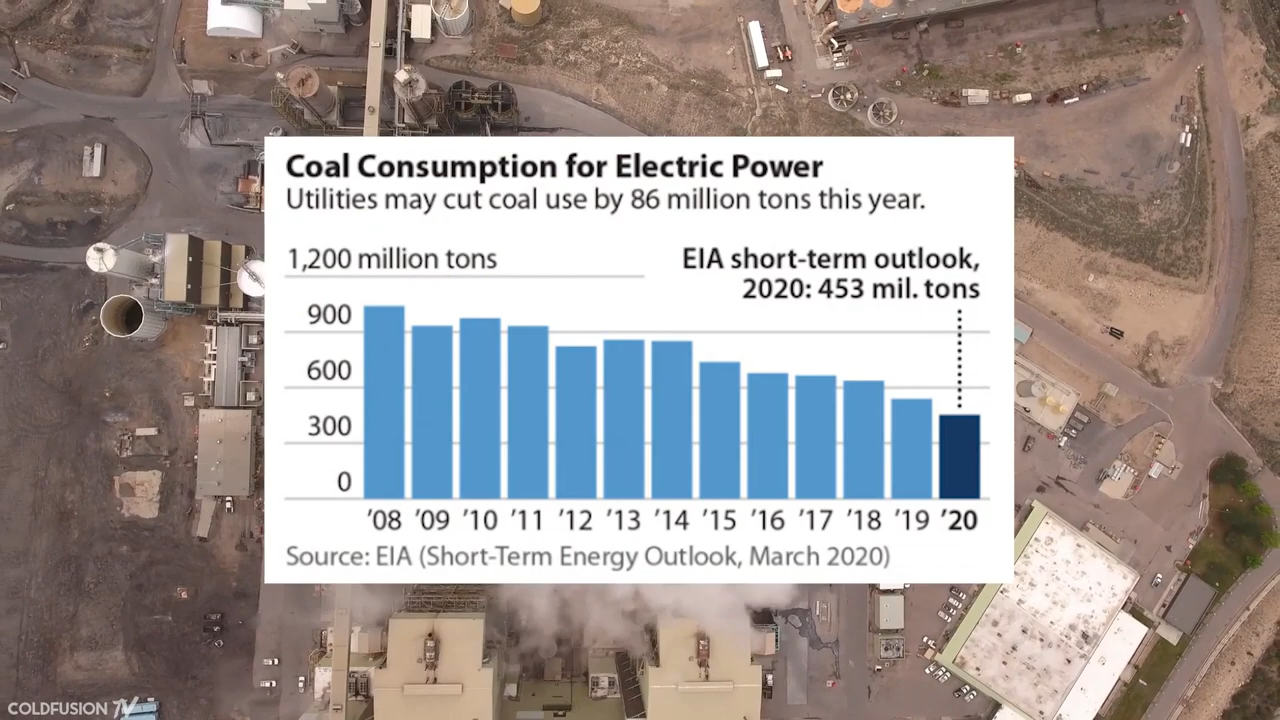 Coal Consumption for Electric Power
Utilities may cut coal use by 86 million tons this year.
1,200 million tons
EIA short-term outlook,
2020: 453 mil. tons
900
600
300
0
’08 ’09 ’10 ’11 ’12 ’13 ’14 ’15 ’16 ’17 ’18 ’19 ’20
Source: EIA (Short-Term Energy Outlook, March 2020)
COLDFUSION TV